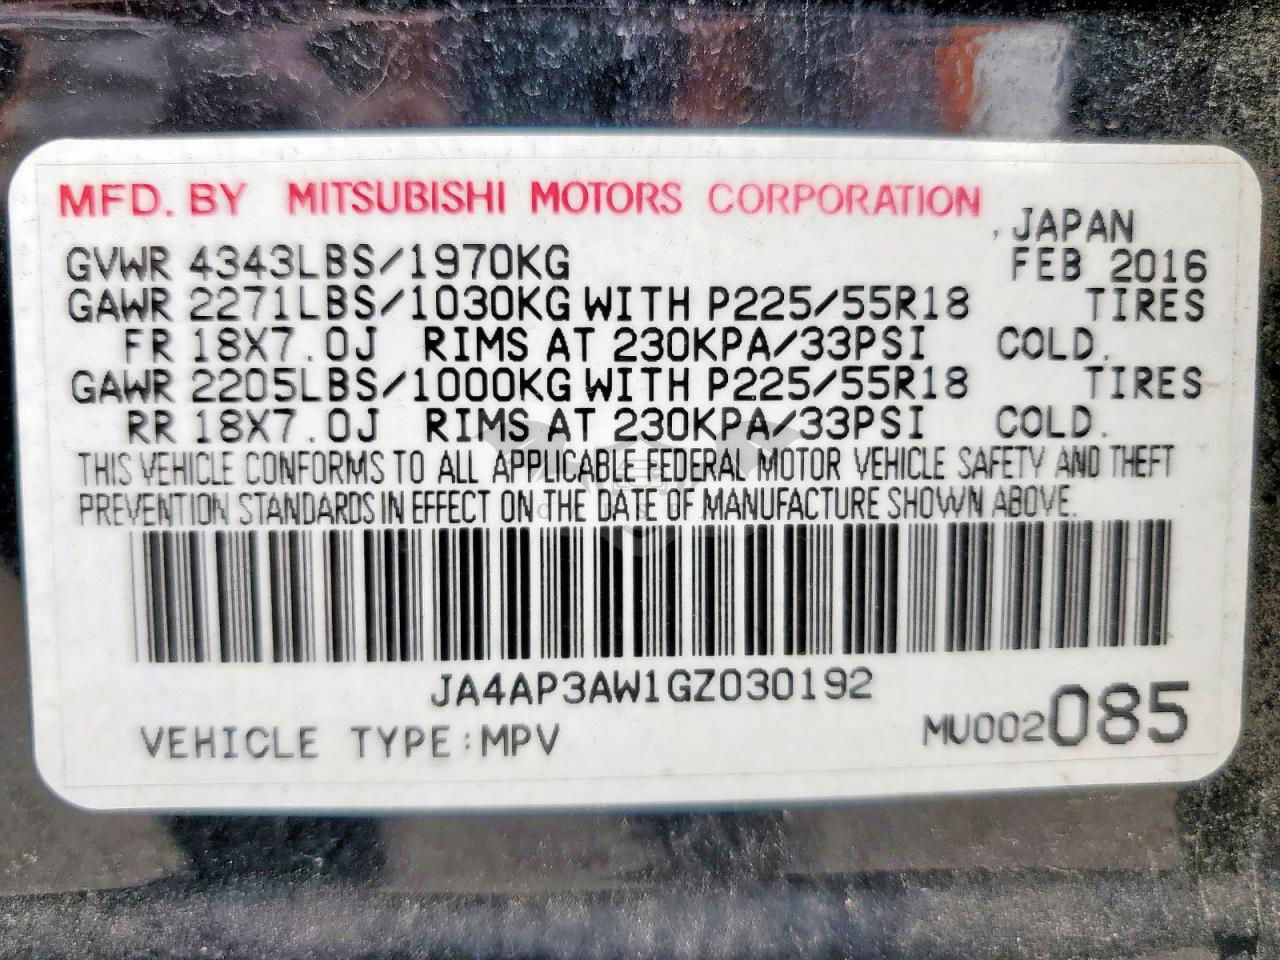 MFD. BY MITSUBISHI MOTORS CORPORATION
, JAPAN
GVWR 4343LBS/1970KG FEB 2016
GAWR 2271LBS/1030KG WITH P225/55R18 TIRES
FR 18X7.0J RIMS AT 230KPA/33PSI COLD.
GAWR 2205LBS/1000KG WITH P225/55R18 TIRES
RR 18X7.0J RIMS AT 230KPA/33PSI COLD.
THIS VEHICLE CONFORMS TO ALL APPLICABLE FEDERAL MOTOR VEHICLE SAFETY AND THEFT
PREVENTION STANDARDS IN EFFECT ON THE DATE OF MANUFACTURE SHOWN ABOVE.
JA4AP3AW1GZ030192
VEHICLE TYPE:MPV MU002085